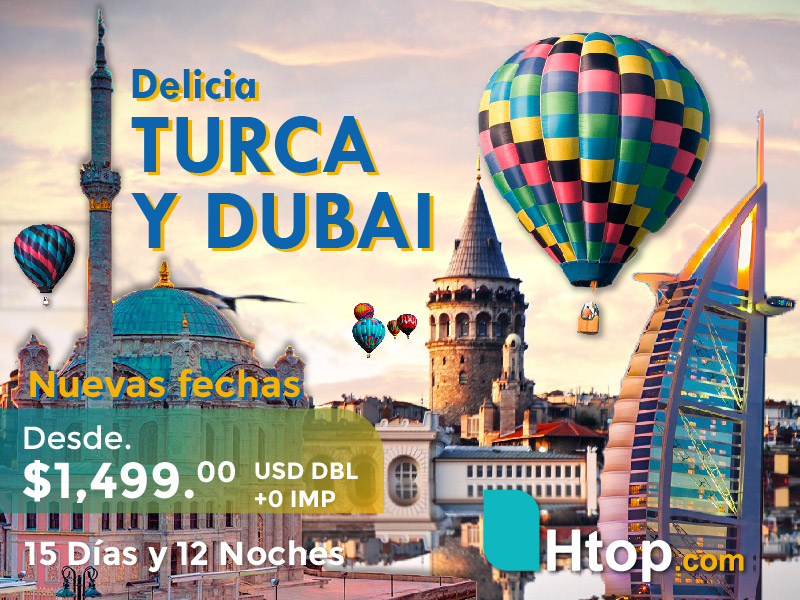 Delicia
TURCA
Y DUBAI
Nuevas fechas
Desde.
$1,499.00 USD DBL
+0 IMP
15 Días y 12 Noches
Htop.com